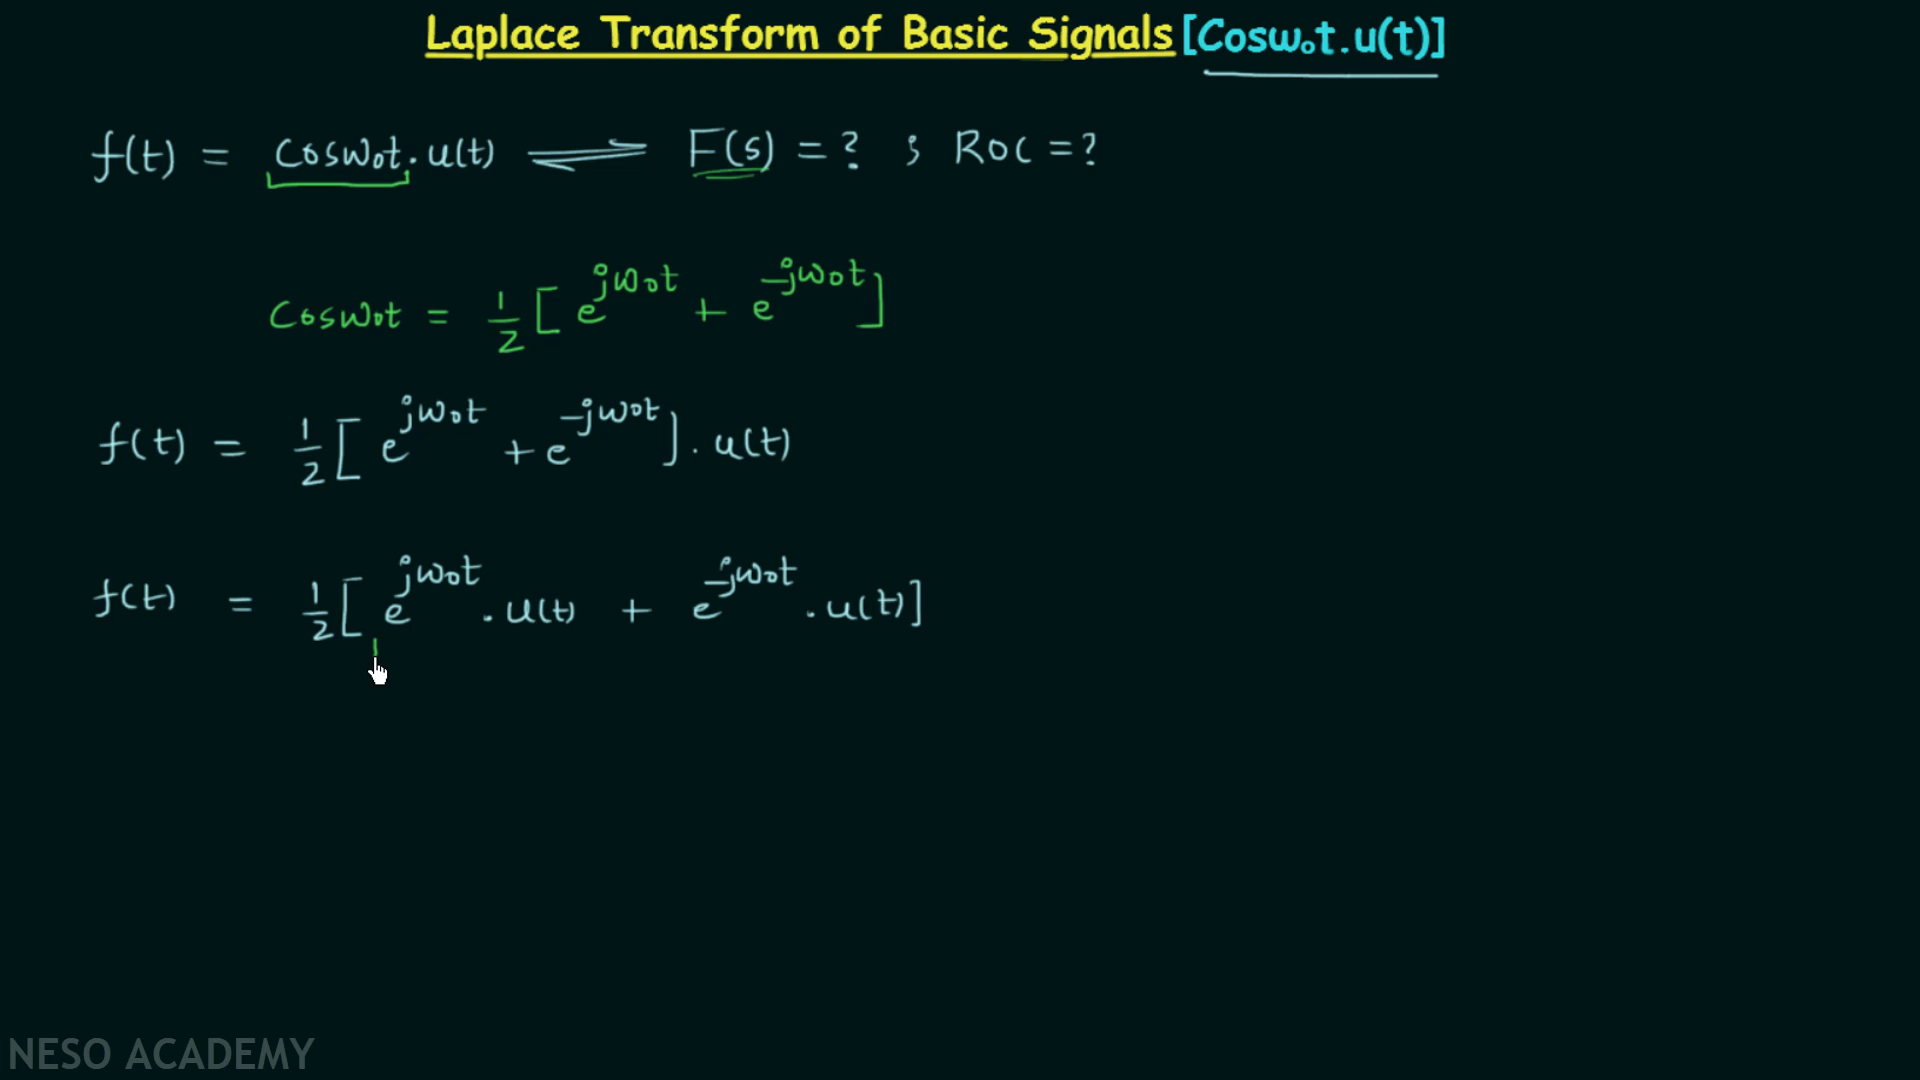 Laplace Transform of Basic Signals [Cosω₀t.u(t)]
f(t) = Cosω₀t.u(t) ⇌ F(s) = ? ; ROC = ?
Cosω₀t = 1/2 [ e^{jω₀t} + e^{-jω₀t} ]
f(t) = 1/2 [ e^{jω₀t} + e^{-jω₀t} ] . u(t)
f(t) = 1/2 [ e^{jω₀t} . u(t) + e^{-jω₀t} . u(t) ]
NESO ACADEMY